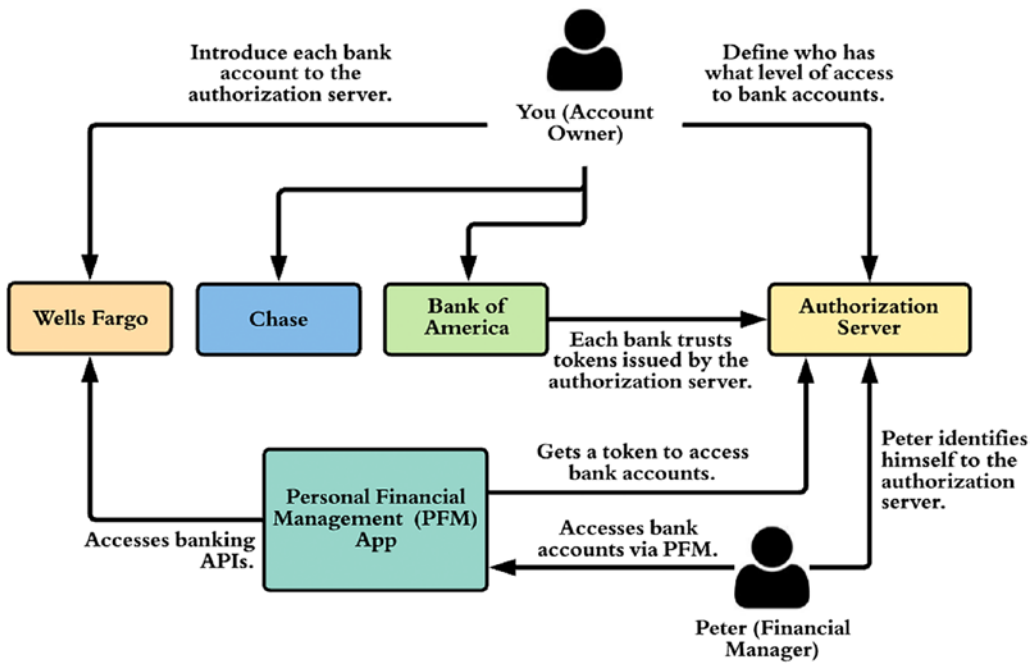 Introduce each bank
account to the
authorization server.
Define who has
what level of access
to bank accounts.
You (Account
Owner)
Wells Fargo
Chase
Bank of
America
Authorization
Server
Each bank trusts
tokens issued by the
authorization server.
Gets a token to access
bank accounts.
Peter identifies
himself to the
authorization
server.
Personal Financial
Management (PFM)
App
Accesses banking
APIs.
Accesses bank
accounts via PFM.
Peter (Financial
Manager)